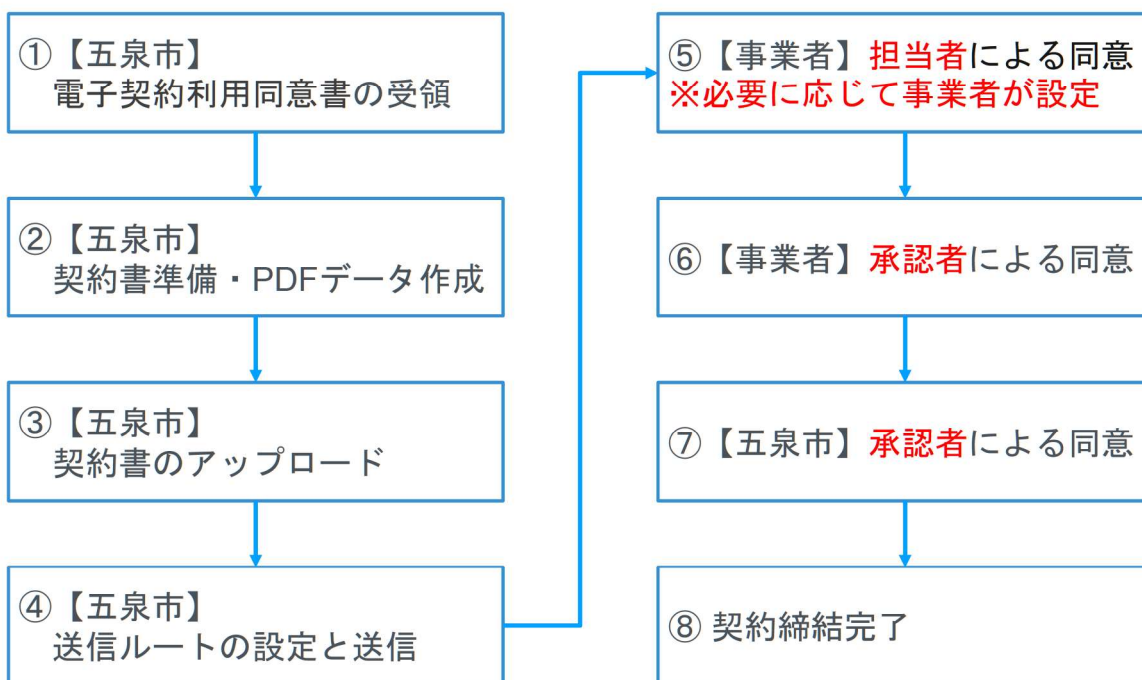 ①【五泉市】
電子契約利用同意書の受領
②【五泉市】
契約書準備・PDFデータ作成
③【五泉市】
契約書のアップロード
④【五泉市】
送信ルートの設定と送信
⑤【事業者】担当者による同意
※必要に応じて事業者が設定
⑥【事業者】承認者による同意
⑦【五泉市】承認者による同意
⑧ 契約締結完了